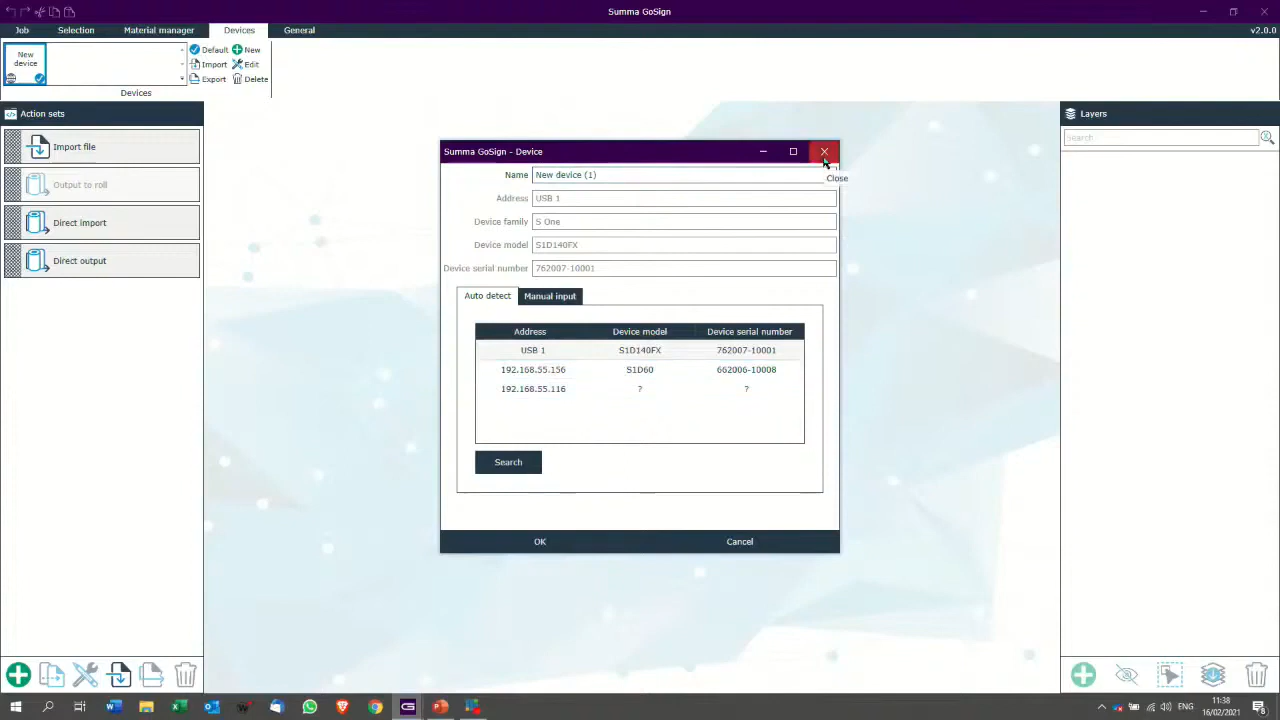 Summa GoSign
Job
Selection
Material manager
Devices
General
v2.0.0
New
device
Default
New
Import
Edit
Export
Delete
Devices
Action sets
Import file
Output to roll
Direct import
Direct output
Summa GoSign - Device
Close
Name
New device (1)
Address
USB 1
Device family
S One
Device model
S1D140FX
Device serial number
762007-10001
Auto detect
Manual input
Address Device model Device serial number
USB 1 S1D140FX 762007-10001
192.168.55.156 S1D60 662006-10008
192.168.55.116 ? ?
Search
OK
Cancel
Layers
Search
ENG
11:38
16/02/2021
8